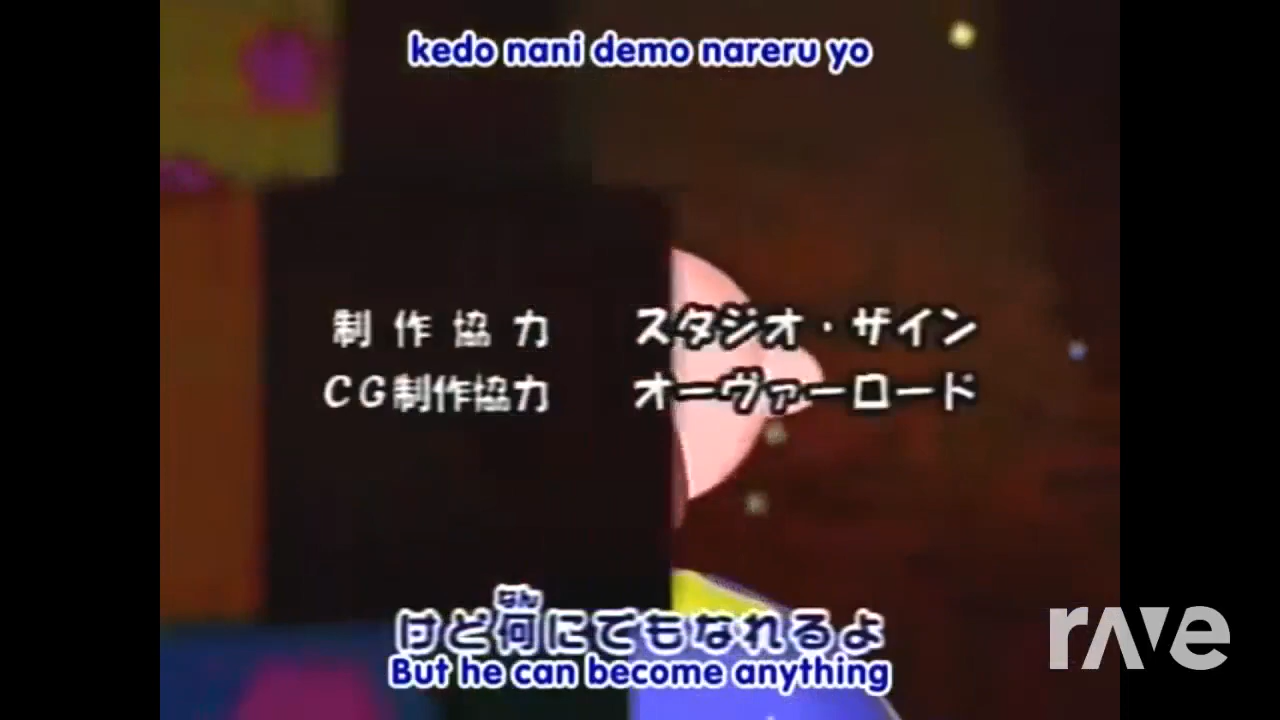 kedo nani demo nareru yo
制作協力 スタジオ・ザイン
CG制作協力 オーヴァーロード
なん
けど何にでもなれるよ
But he can become anything
rave